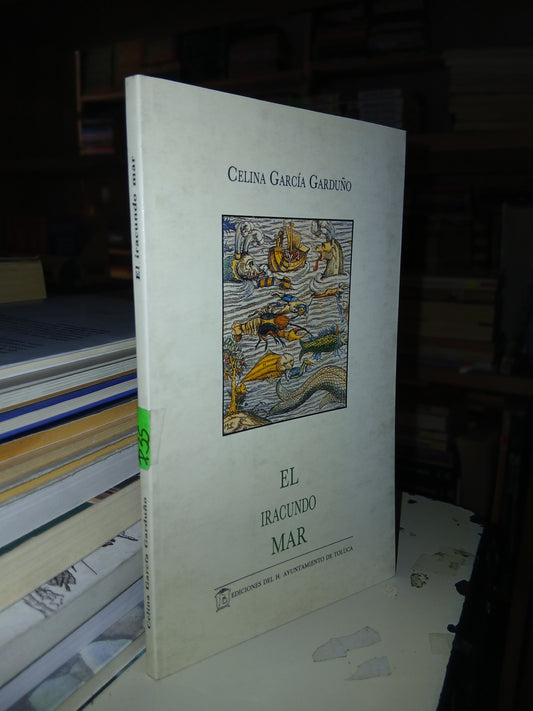 CELINA GARCÍA GARDUÑO
EL
IRACUNDO
MAR
EDICIONES DEL H. AYUNTAMIENTO DE TOLUCA
El iracundo mar
Celina García Garduño